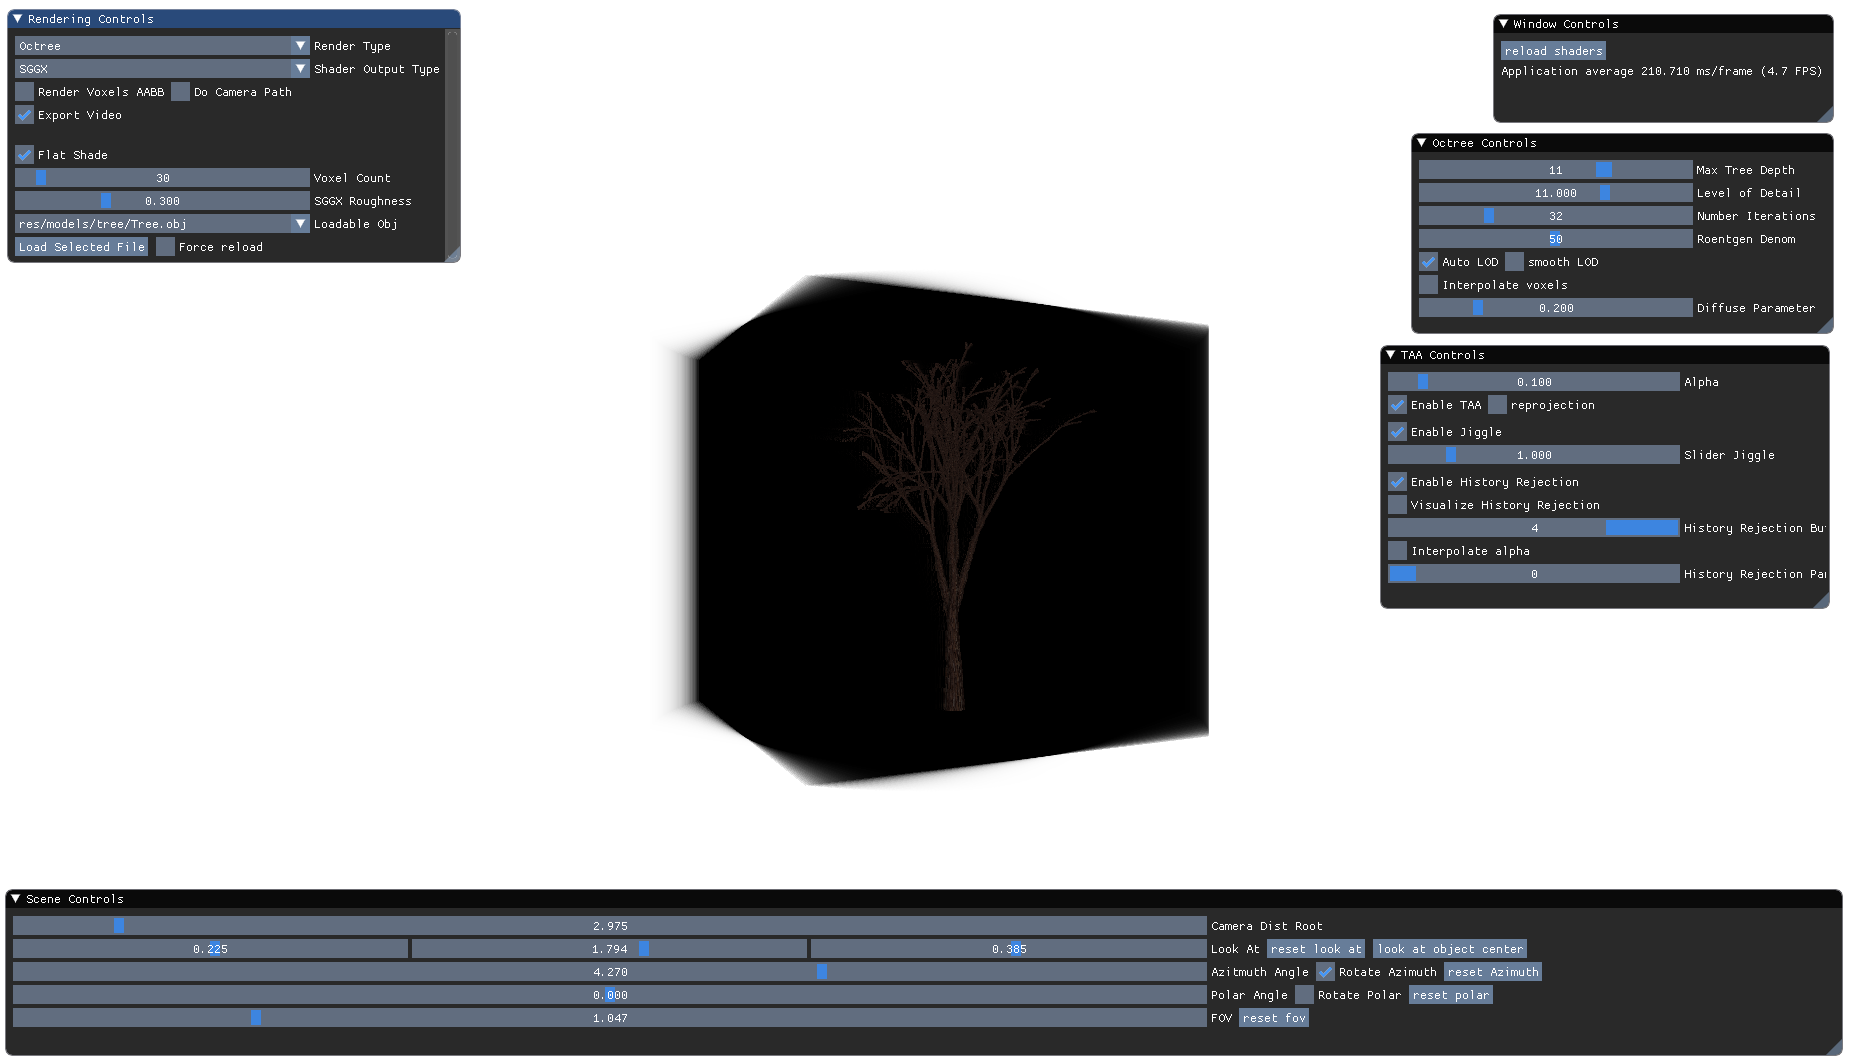 Rendering Controls
Octree Render Type
SGGX Shader Output Type
Render Voxels AABB Do Camera Path
Export Video
Flat Shade
30 Voxel Count
0.300 SGGX Roughness
res/models/tree/Tree.obj Loadable Obj
Load Selected File Force reload
Window Controls
reload shaders
Application average 210.710 ms/frame (4.7 FPS)
Octree Controls
11 Max Tree Depth
11.000 Level of Detail
32 Number Iterations
50 Roentgen Denom
Auto LOD smooth LOD
Interpolate voxels
0.200 Diffuse Parameter
TAA Controls
0.100 Alpha
Enable TAA reprojection
Enable Jiggle
1.000 Slider Jiggle
Enable History Rejection
Visualize History Rejection
4 History Rejection Bu
Interpolate alpha
0 History Rejection Pa
Scene Controls
2.975 Camera Dist Root
0.225 1.794 0.385 Look At reset look at look at object center
4.270 Azitmuth Angle Rotate Azimuth reset Azimuth
0.000 Polar Angle Rotate Polar reset polar
1.047 FOV reset fov